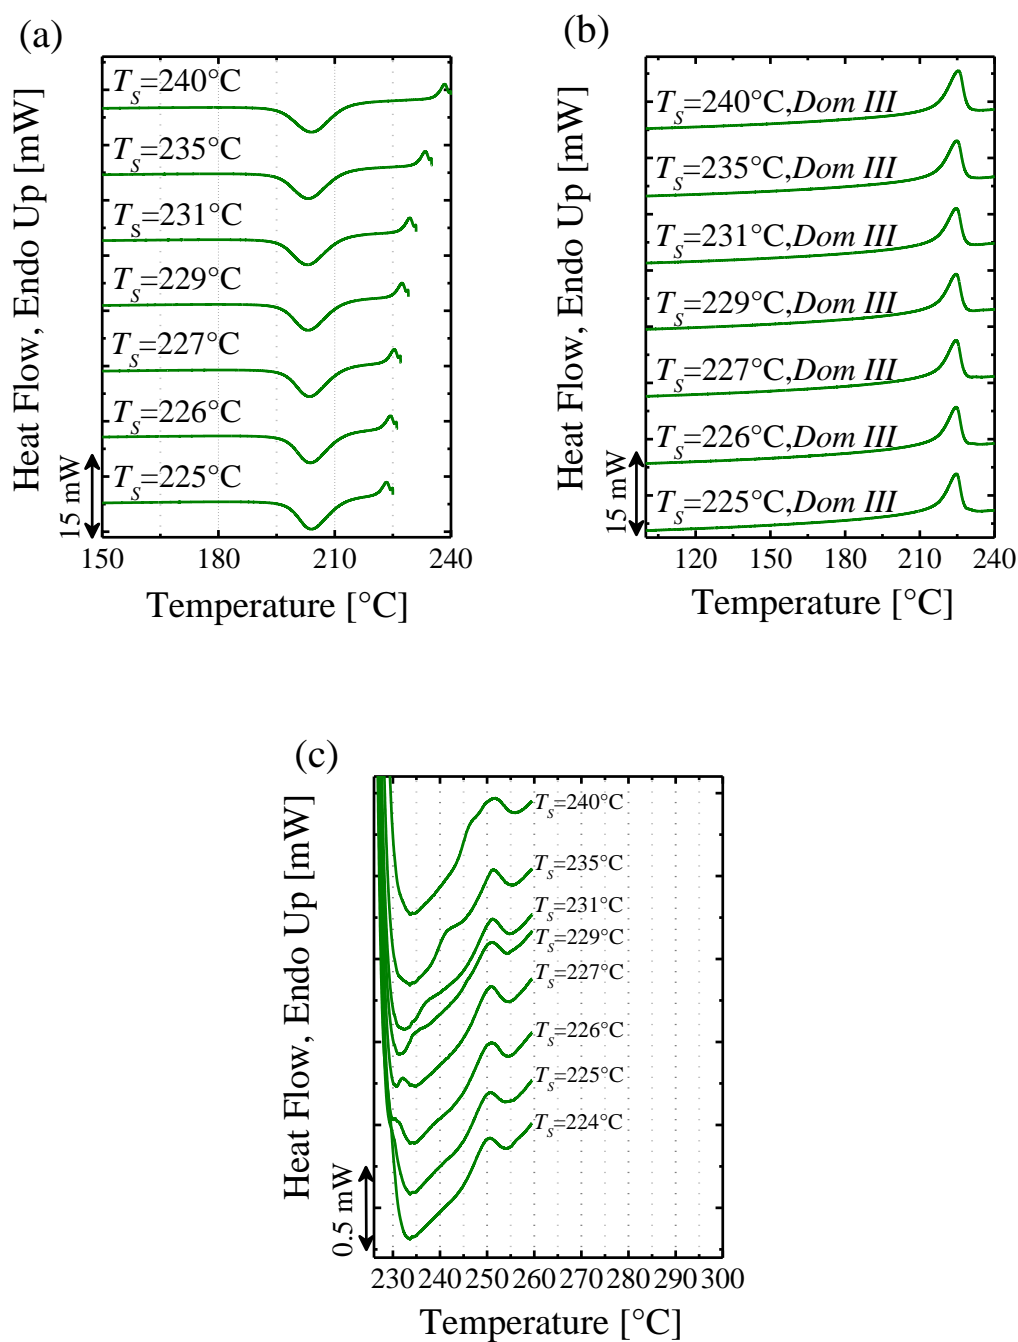 (a)
Heat Flow, Endo Up [mW]
T_S=240°C
T_S=235°C
T_S=231°C
T_S=229°C
T_S=227°C
T_S=226°C
T_S=225°C
15 mW
150 180 210 240
Temperature [°C]
(b)
Heat Flow, Endo Up [mW]
T_S=240°C,Dom III
T_S=235°C,Dom III
T_S=231°C,Dom III
T_S=229°C,Dom III
T_S=227°C,Dom III
T_S=226°C,Dom III
T_S=225°C,Dom III
15 mW
120 150 180 210 240
Temperature [°C]
(c)
Heat Flow, Endo Up [mW]
T_S=240°C
T_S=235°C
T_S=231°C
T_S=229°C
T_S=227°C
T_S=226°C
T_S=225°C
T_S=224°C
0.5 mW
230 240 250 260 270 280 290 300
Temperature [°C]